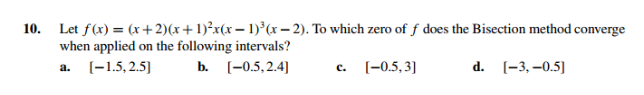 10. Let f(x) = (x+2)(x+1)²x(x−1)³(x−2). To which zero of f does the Bisection method converge
when applied on the following intervals?
a. [−1.5, 2.5] b. [−0.5, 2.4] c. [−0.5, 3] d. [−3, −0.5]